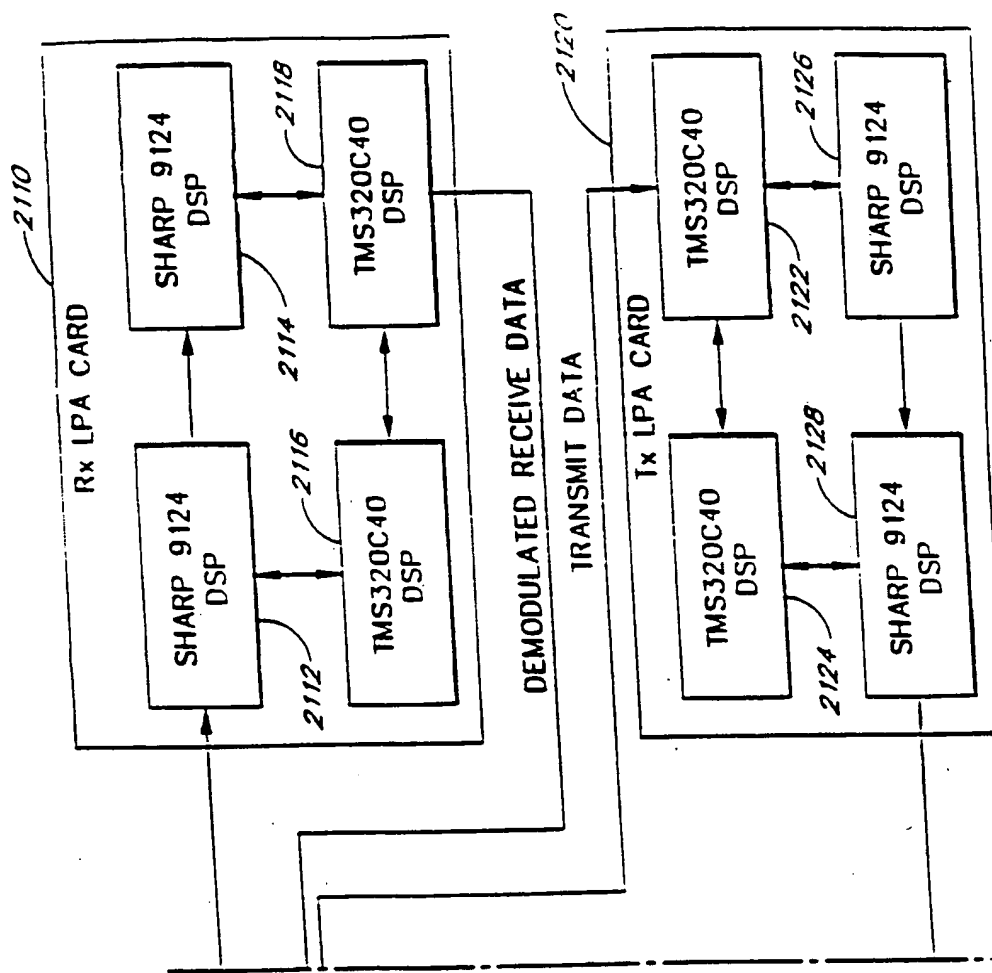 2110
Rx LPA CARD
SHARP 9124
DSP
SHARP 9124
DSP
2112
2114
2116
2118
TMS320C40
DSP
TMS320C40
DSP
DEMODULATED RECEIVE DATA
TRANSMIT DATA
2120
Tx LPA CARD
TMS320C40
DSP
TMS320C40
DSP
2124
2122
2128
2126
SHARP 9124
DSP
SHARP 9124
DSP